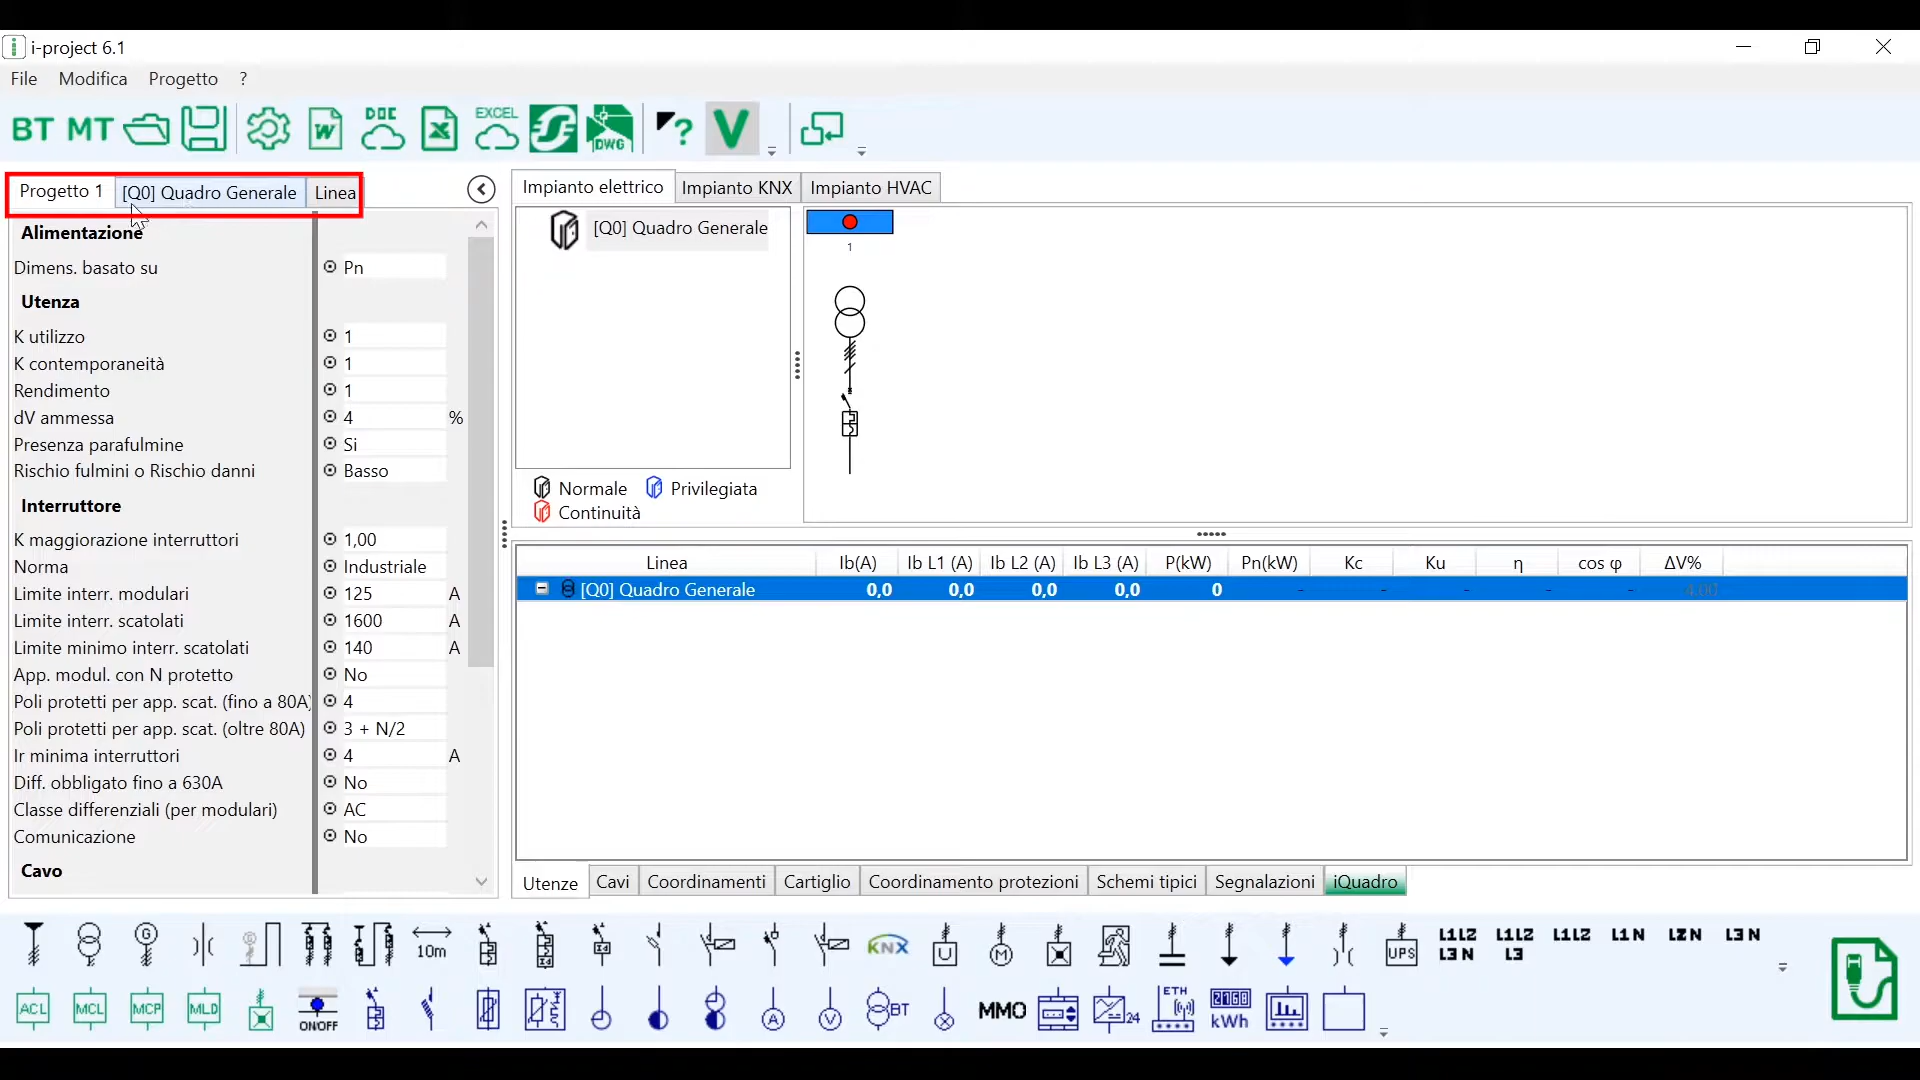 i-project 6.1
File Modifica Progetto ?
BT MT DOC EXCEL DWG ? V
Progetto 1 [Q0] Quadro Generale Linea
Alimentazione
Dimens. basato su Pn
Utenza
K utilizzo 1
K contemporaneità 1
Rendimento 1
dV ammessa 4 %
Presenza parafulmine Si
Rischio fulmini o Rischio danni Basso
Interruttore
K maggiorazione interruttori 1,00
Norma Industriale
Limite interr. modulari 125 A
Limite interr. scatolati 1600 A
Limite minimo interr. scatolati 140 A
App. modul. con N protetto No
Poli protetti per app. scat. (fino a 80A) 4
Poli protetti per app. scat. (oltre 80A) 3 + N/2
Ir minima interruttori 4 A
Diff. obbligato fino a 630A No
Classe differenziali (per modulari) AC
Comunicazione No
Cavo
Impianto elettrico Impianto KNX Impianto HVAC
[Q0] Quadro Generale
Normale Privilegiata
Continuità
1
Linea Ib(A) Ib L1 (A) Ib L2 (A) Ib L3 (A) P(kW) Pn(kW) Kc Ku η cos φ ΔV%
[Q0] Quadro Generale 0,0 0,0 0,0 0,0 0 - - - - - 4.00
Utenze Cavi Coordinamenti Cartiglio Coordinamento protezioni Schemi tipici Segnalazioni iQuadro
G 10m KNX U M UPS L1L2 L3N L1L2 L3 L1L2 L1N L2N L3N
ACL MCL MCP MLD ON/OFF A V BT MMO 24 ETH 2160 kWh